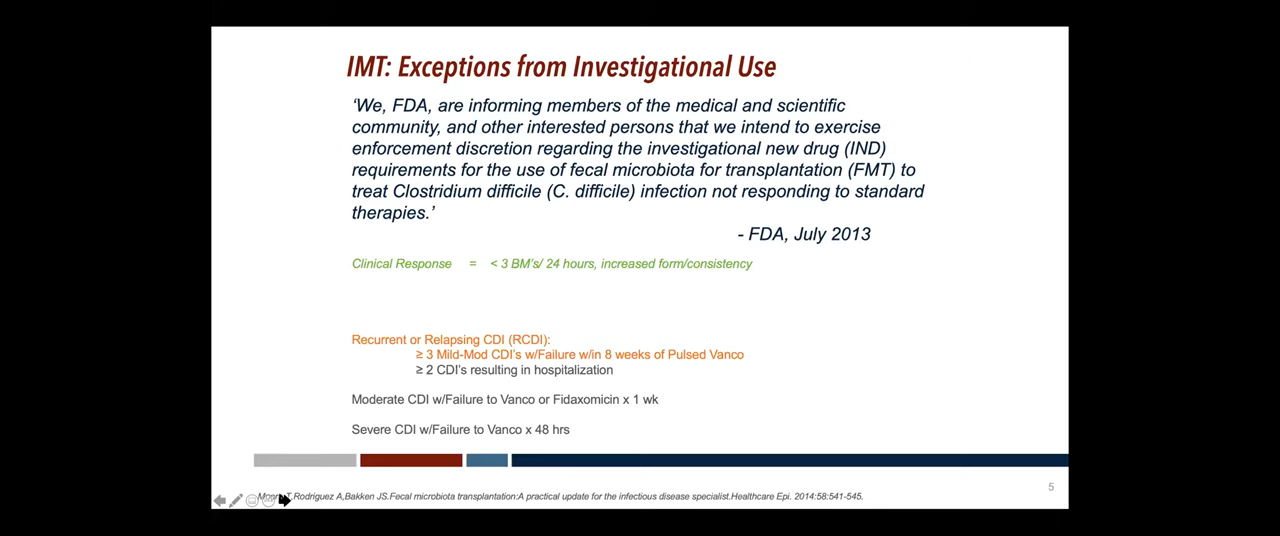 IMT: Exceptions from Investigational Use
‘We, FDA, are informing members of the medical and scientific
community, and other interested persons that we intend to exercise
enforcement discretion regarding the investigational new drug (IND)
requirements for the use of fecal microbiota for transplantation (FMT) to
treat Clostridium difficile (C. difficile) infection not responding to standard
therapies.’
- FDA, July 2013
Clinical Response = < 3 BM's/ 24 hours, increased form/consistency
Recurrent or Relapsing CDI (RCDI):
≥ 3 Mild-Mod CDI's w/Failure w/in 8 weeks of Pulsed Vanco
≥ 2 CDI's resulting in hospitalization
Moderate CDI w/Failure to Vanco or Fidaxomicin x 1 wk
Severe CDI w/Failure to Vanco x 48 hrs
5
T,Rodriguez A,Bakken JS.Fecal microbiota transplantation:A practical update for the infectious disease specialist.Healthcare Epi. 2014:58:541-545.